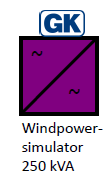 GK
~
~
Windpower-
simulator
250 kVA